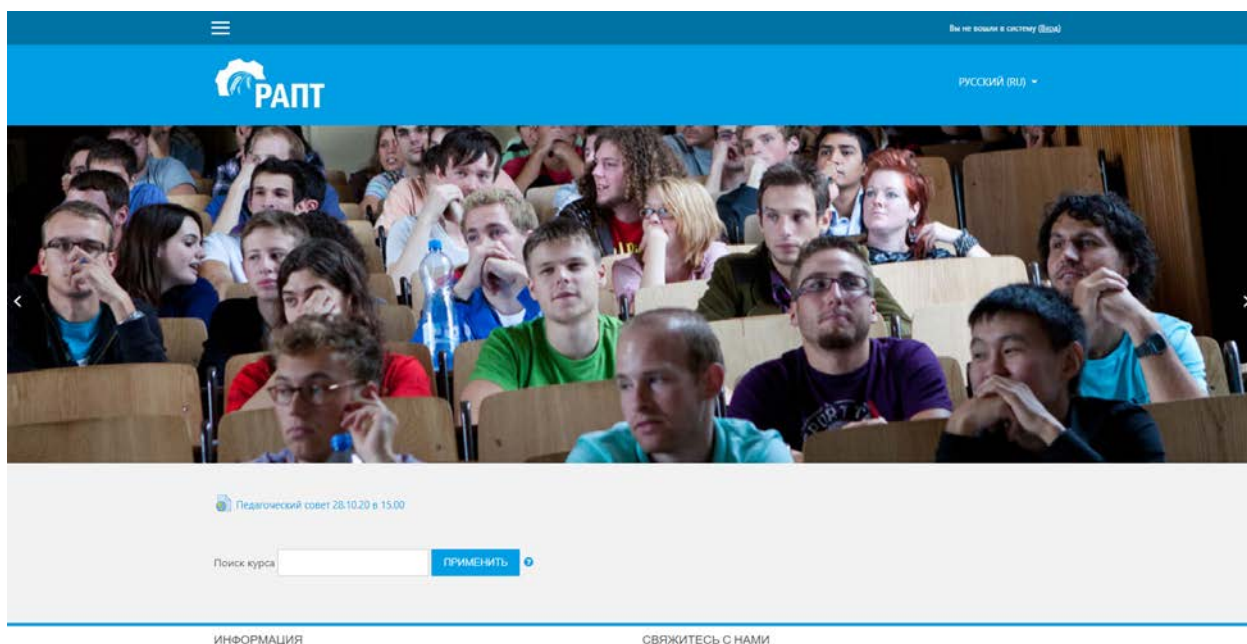 Вы не вошли в систему (Вход)
РАПТ
РУССКИЙ (RU)
Педагоческий совет 28.10.20 в 15.00
Поиск курса
ПРИМЕНИТЬ
ИНФОРМАЦИЯ
СВЯЖИТЕСЬ С НАМИ